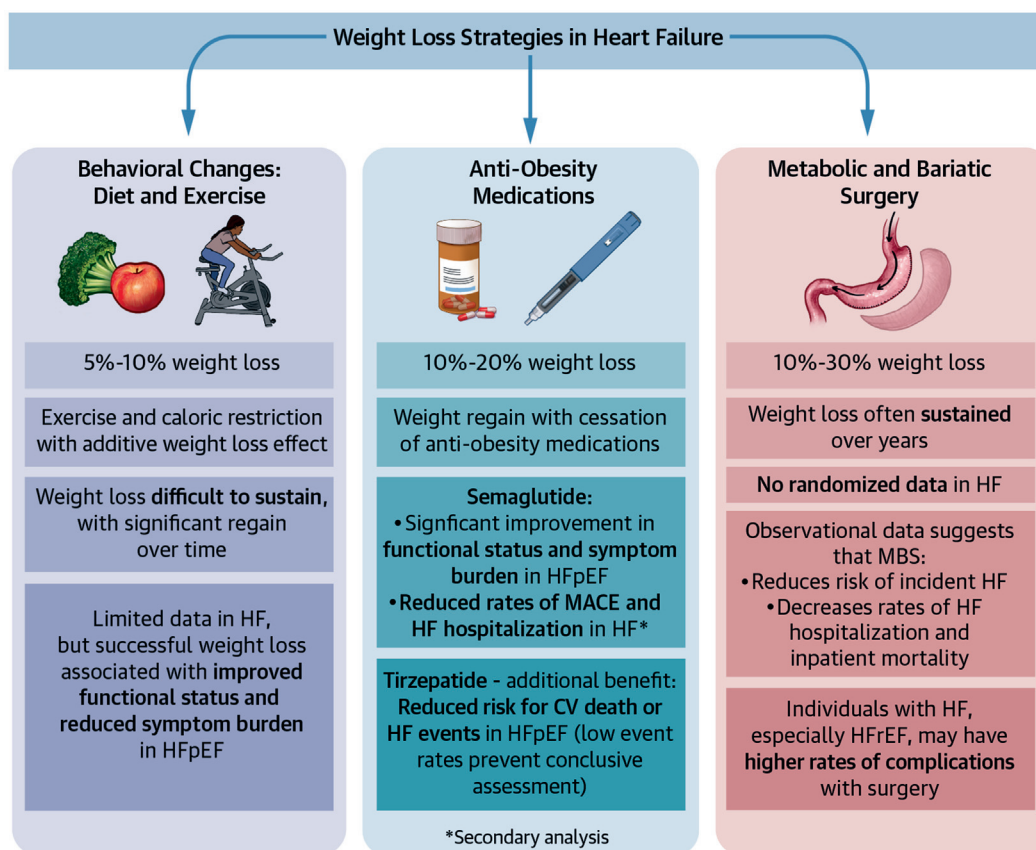 Weight Loss Strategies in Heart Failure
Behavioral Changes:
Diet and Exercise
5%-10% weight loss
Exercise and caloric restriction
with additive weight loss effect
Weight loss difficult to sustain,
with significant regain
over time
Limited data in HF,
but successful weight loss
associated with improved
functional status and
reduced symptom burden
in HFpEF
Anti-Obesity
Medications
10%-20% weight loss
Weight regain with cessation
of anti-obesity medications
Semaglutide:
• Signficant improvement in
functional status and symptom
burden in HFpEF
• Reduced rates of MACE and
HF hospitalization in HF*
Tirzepatide - additional benefit:
Reduced risk for CV death or
HF events in HFpEF (low event
rates prevent conclusive
assessment)
*Secondary analysis
Metabolic and Bariatic
Surgery
10%-30% weight loss
Weight loss often sustained
over years
No randomized data in HF
Observational data suggests
that MBS:
• Reduces risk of incident HF
• Decreases rates of HF
hospitalization and
inpatient mortality
Individuals with HF,
especially HFrEF, may have
higher rates of complications
with surgery